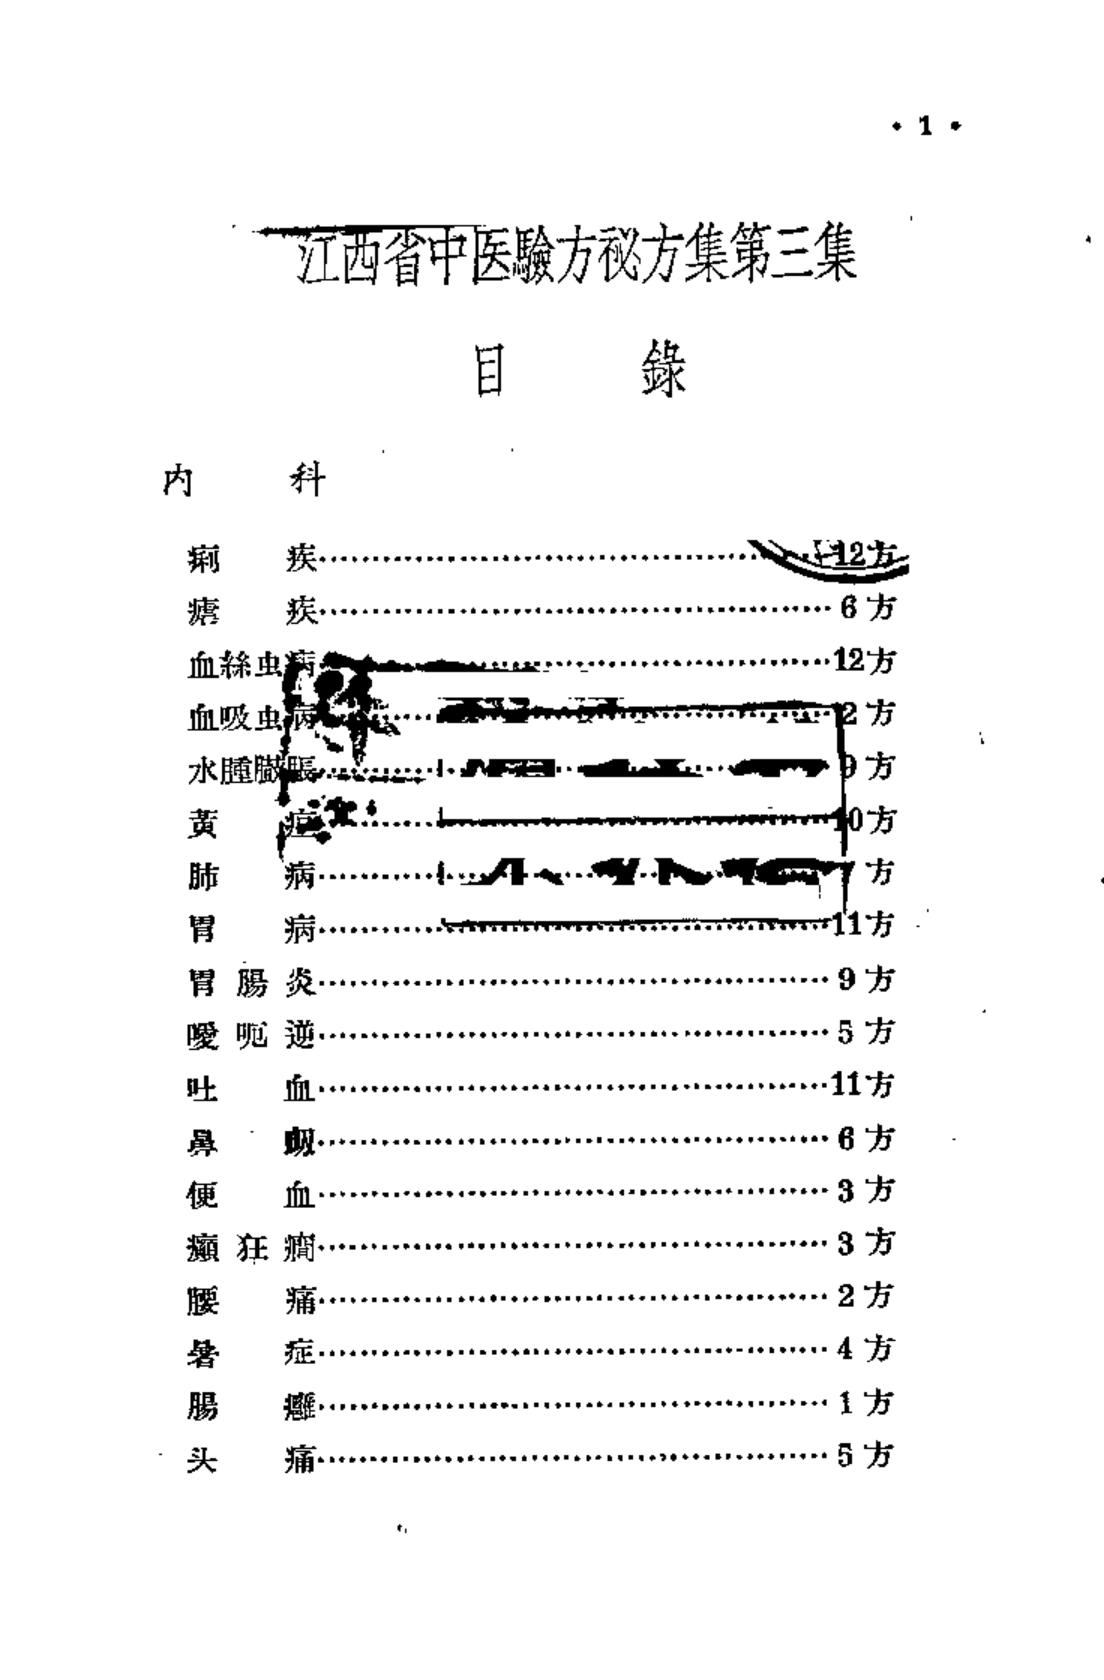 • 1 •
江西省中医驗方秘方集第三集
目 錄
内 科
痢 疾……12方
瘧 疾……6方
血絲虫病……12方
血吸虫病……2方
水腫臌脹……9方
黃 疸……10方
肺 病……7方
胃 病……11方
胃腸炎……9方
噯呃逆……5方
吐 血……11方
鼻 衂……6方
便 血……3方
癲狂癇……3方
腰 痛……2方
暑 症……4方
腸 癰……1方
头 痛……5方